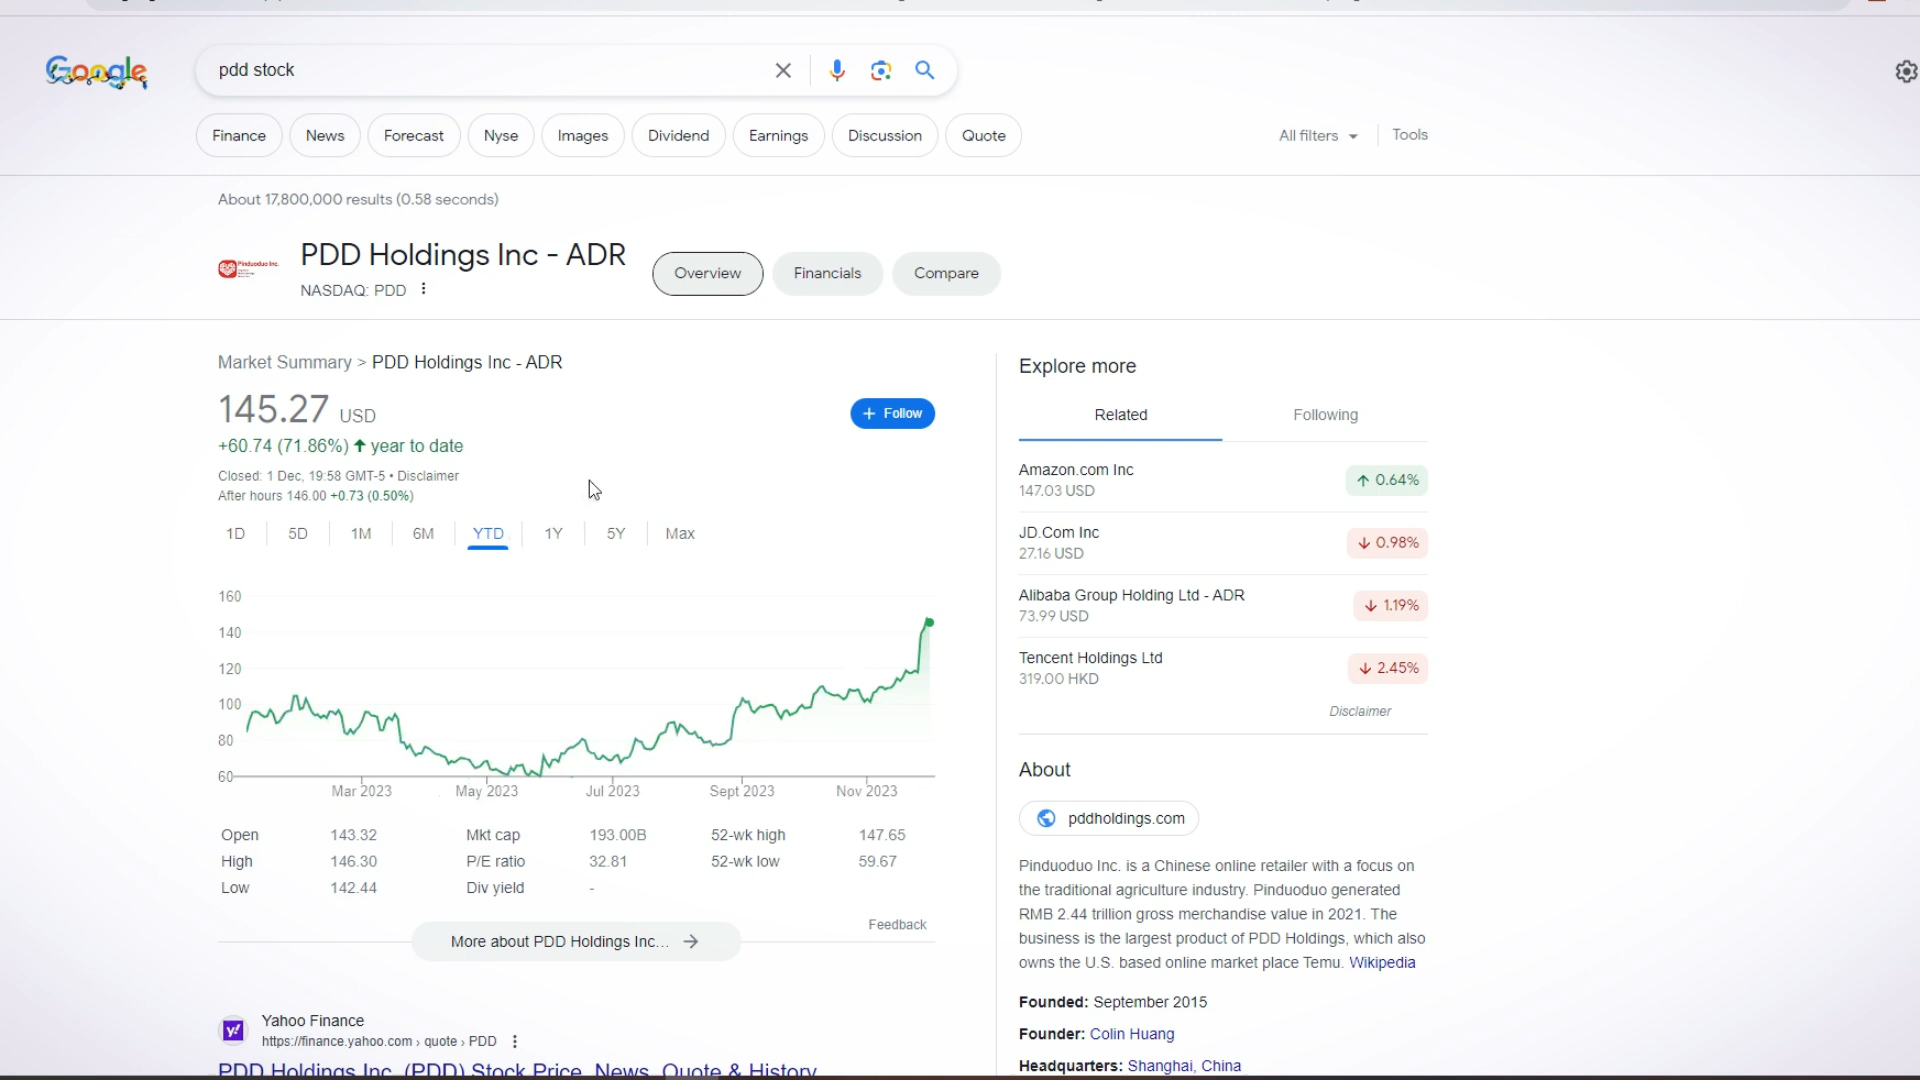 Google
pdd stock
Finance
News
Forecast
Nyse
Images
Dividend
Earnings
Discussion
Quote
All filters
Tools
About 17,800,000 results (0.58 seconds)
Pinduoduo Inc.
PDD Holdings Inc - ADR
NASDAQ: PDD
Overview
Financials
Compare
Market Summary > PDD Holdings Inc - ADR
145.27 USD
+60.74 (71.86%) year to date
Closed: 1 Dec, 19:58 GMT-5 • Disclaimer
After hours 146.00 +0.73 (0.50%)
+ Follow
1D
5D
1M
6M
YTD
1Y
5Y
Max
160
140
120
100
80
60
Mar 2023
May 2023
Jul 2023
Sept 2023
Nov 2023
Open 143.32 Mkt cap 193.00B 52-wk high 147.65
High 146.30 P/E ratio 32.81 52-wk low 59.67
Low 142.44 Div yield -
Feedback
More about PDD Holdings Inc...
Yahoo Finance
https://finance.yahoo.com › quote › PDD
PDD Holdings Inc. (PDD) Stock Price, News, Quote & History
Explore more
Related
Following
Amazon.com Inc
147.03 USD
0.64%
JD.Com Inc
27.16 USD
0.98%
Alibaba Group Holding Ltd - ADR
73.99 USD
1.19%
Tencent Holdings Ltd
319.00 HKD
2.45%
Disclaimer
About
pddholdings.com
Pinduoduo Inc. is a Chinese online retailer with a focus on
the traditional agriculture industry. Pinduoduo generated
RMB 2.44 trillion gross merchandise value in 2021. The
business is the largest product of PDD Holdings, which also
owns the U.S. based online market place Temu. Wikipedia
Founded: September 2015
Founder: Colin Huang
Headquarters: Shanghai, China